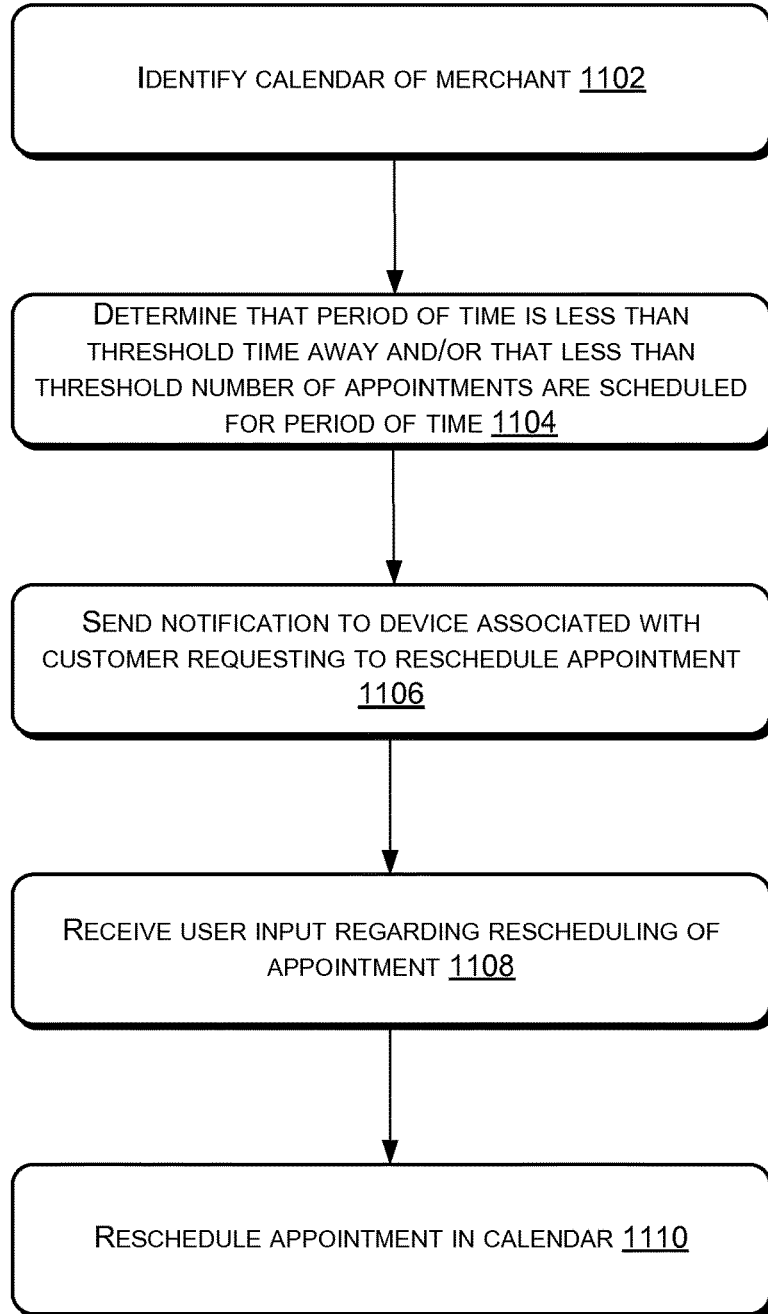 IDENTIFY CALENDAR OF MERCHANT 1102
DETERMINE THAT PERIOD OF TIME IS LESS THAN
THRESHOLD TIME AWAY AND/OR THAT LESS THAN
THRESHOLD NUMBER OF APPOINTMENTS ARE SCHEDULED
FOR PERIOD OF TIME 1104
SEND NOTIFICATION TO DEVICE ASSOCIATED WITH
CUSTOMER REQUESTING TO RESCHEDULE APPOINTMENT
1106
RECEIVE USER INPUT REGARDING RESCHEDULING OF
APPOINTMENT 1108
RESCHEDULE APPOINTMENT IN CALENDAR 1110